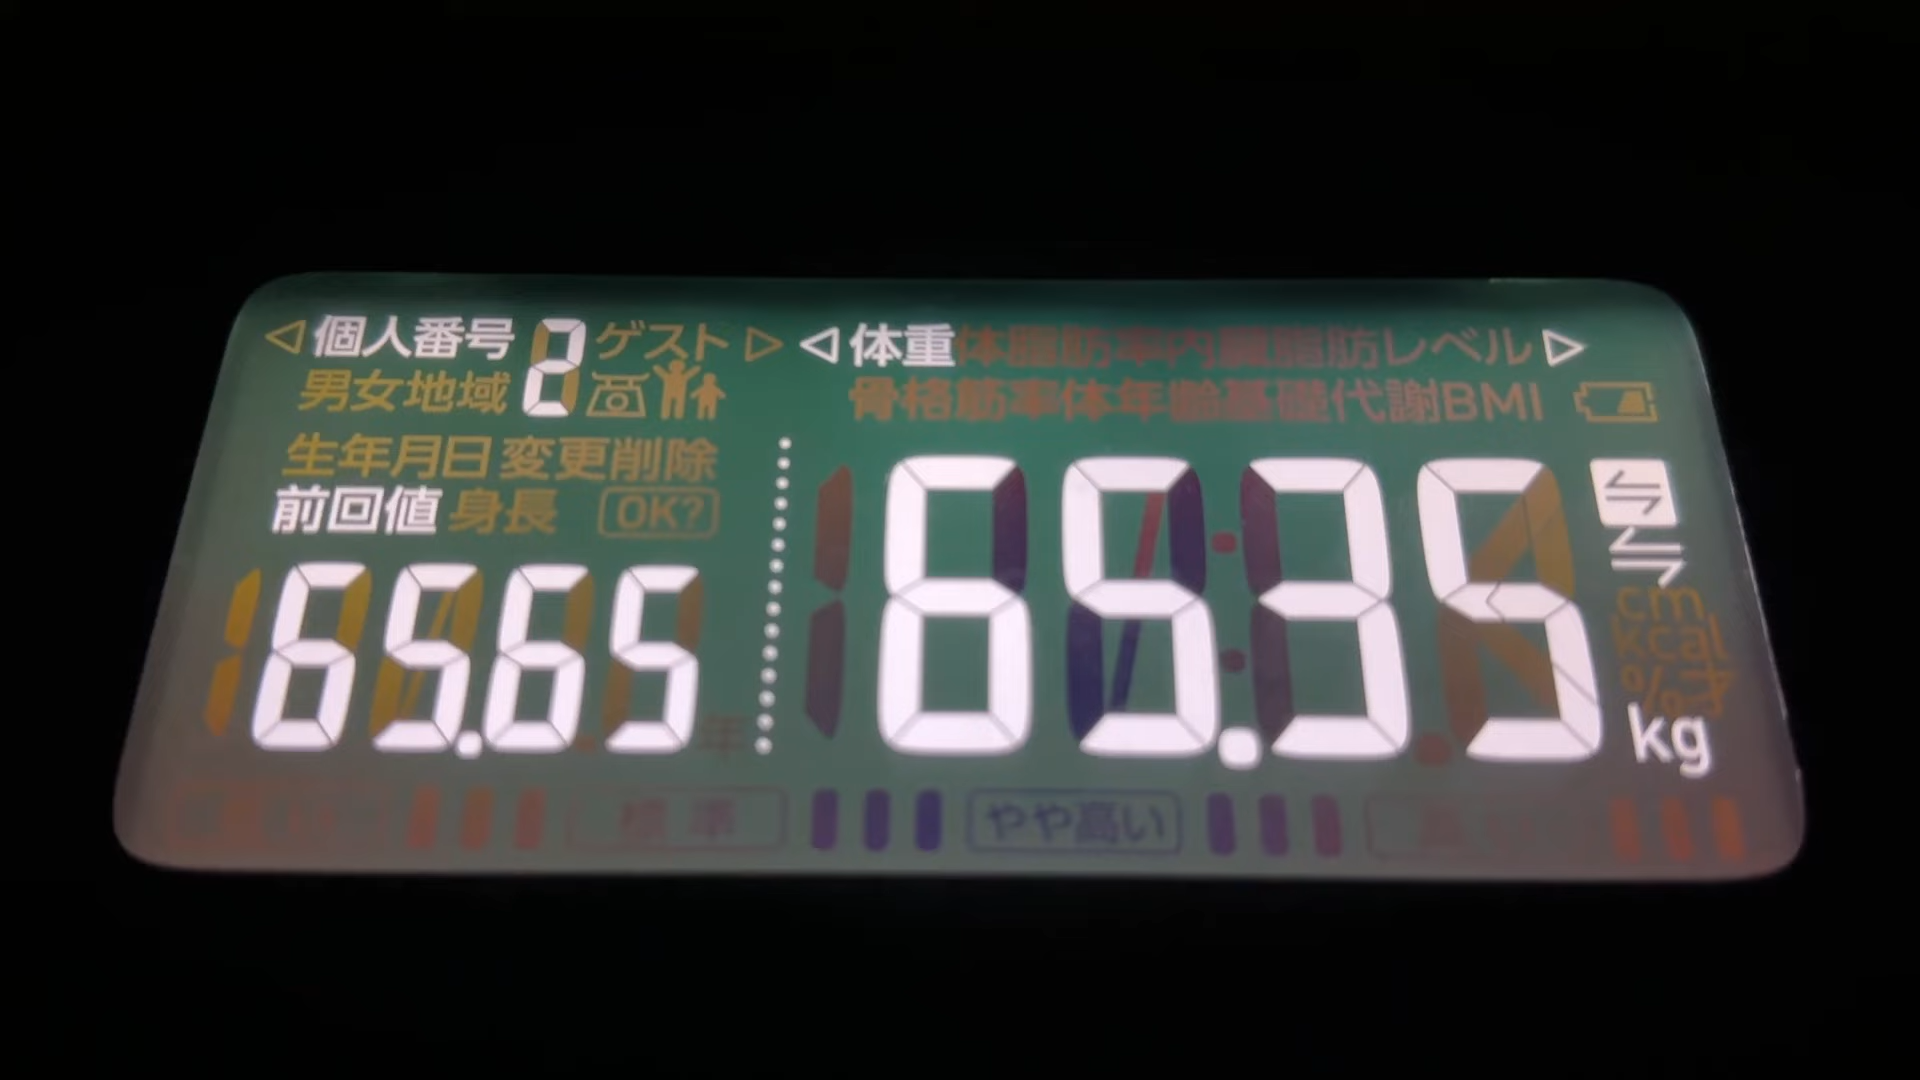 ◁個人番号 2 ゲスト▷
男女地域
生年月日 変更削除
前回値 身長 OK?
65.65
年
◁体重体脂肪率内臓脂肪レベル▷
骨格筋率体年齢基礎代謝BMI
65.35
cm
kcal
%才
kg
標準 やや高い